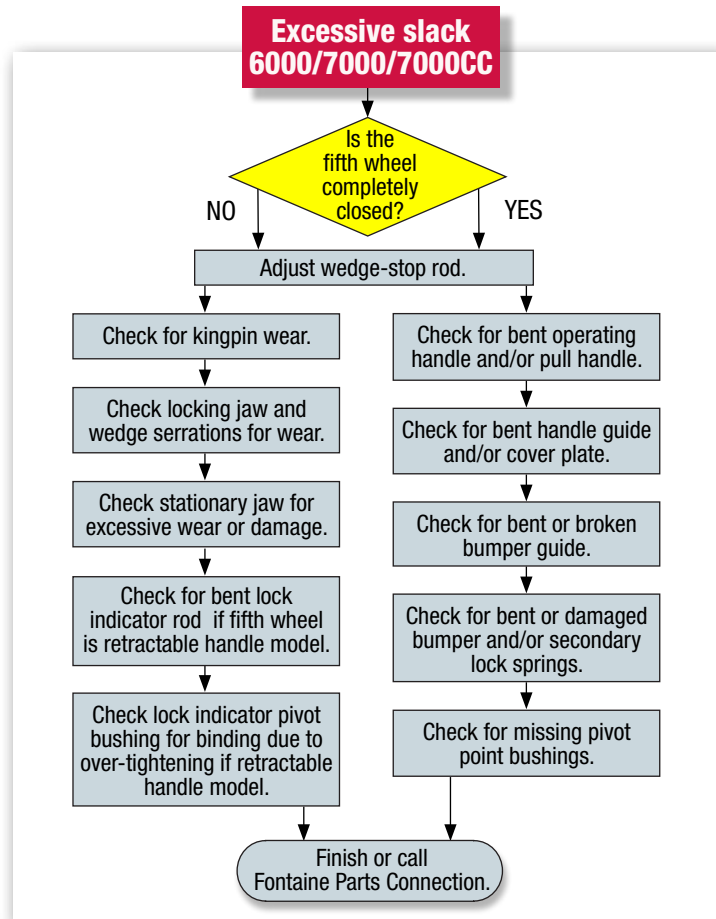 Excessive slack
6000/7000/7000CC
Is the
fifth wheel
completely
closed?
NO
YES
Adjust wedge-stop rod.
Check for kingpin wear.
Check locking jaw and
wedge serrations for wear.
Check stationary jaw for
excessive wear or damage.
Check for bent lock
indicator rod  if fifth wheel
is retractable handle model.
Check lock indicator pivot
bushing for binding due to
over-tightening if retractable
handle model.
Check for bent operating
handle and/or pull handle.
Check for bent handle guide
and/or cover plate.
Check for bent or broken
bumper guide.
Check for bent or damaged
bumper and/or secondary
lock springs.
Check for missing pivot
point bushings.
Finish or call
Fontaine Parts Connection.